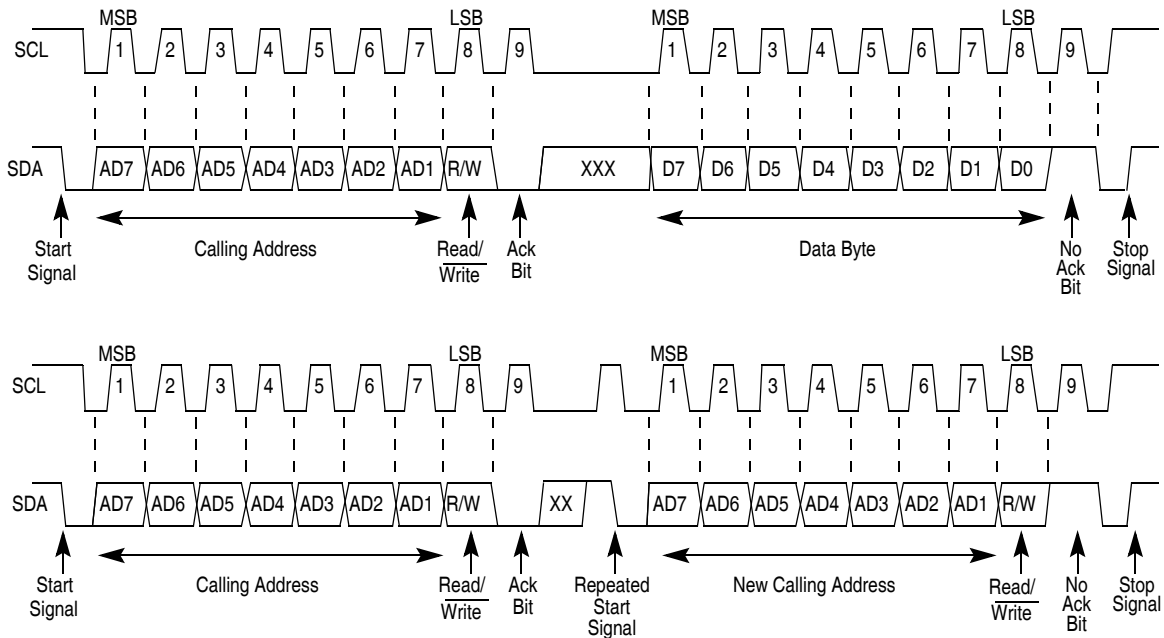 MSB LSB MSB LSB
SCL 1 2 3 4 5 6 7 8 9 1 2 3 4 5 6 7 8 9
SDA AD7 AD6 AD5 AD4 AD3 AD2 AD1 R/W XXX D7 D6 D5 D4 D3 D2 D1 D0
Start
Signal
Calling Address
Read/
Write
Ack
Bit
Data Byte
No
Ack
Bit
Stop
Signal
MSB LSB MSB LSB
SCL 1 2 3 4 5 6 7 8 9 1 2 3 4 5 6 7 8 9
SDA AD7 AD6 AD5 AD4 AD3 AD2 AD1 R/W XX AD7 AD6 AD5 AD4 AD3 AD2 AD1 R/W
Start
Signal
Calling Address
Read/
Write
Ack
Bit
Repeated
Start
Signal
New Calling Address
Read/
Write
No
Ack
Bit
Stop
Signal